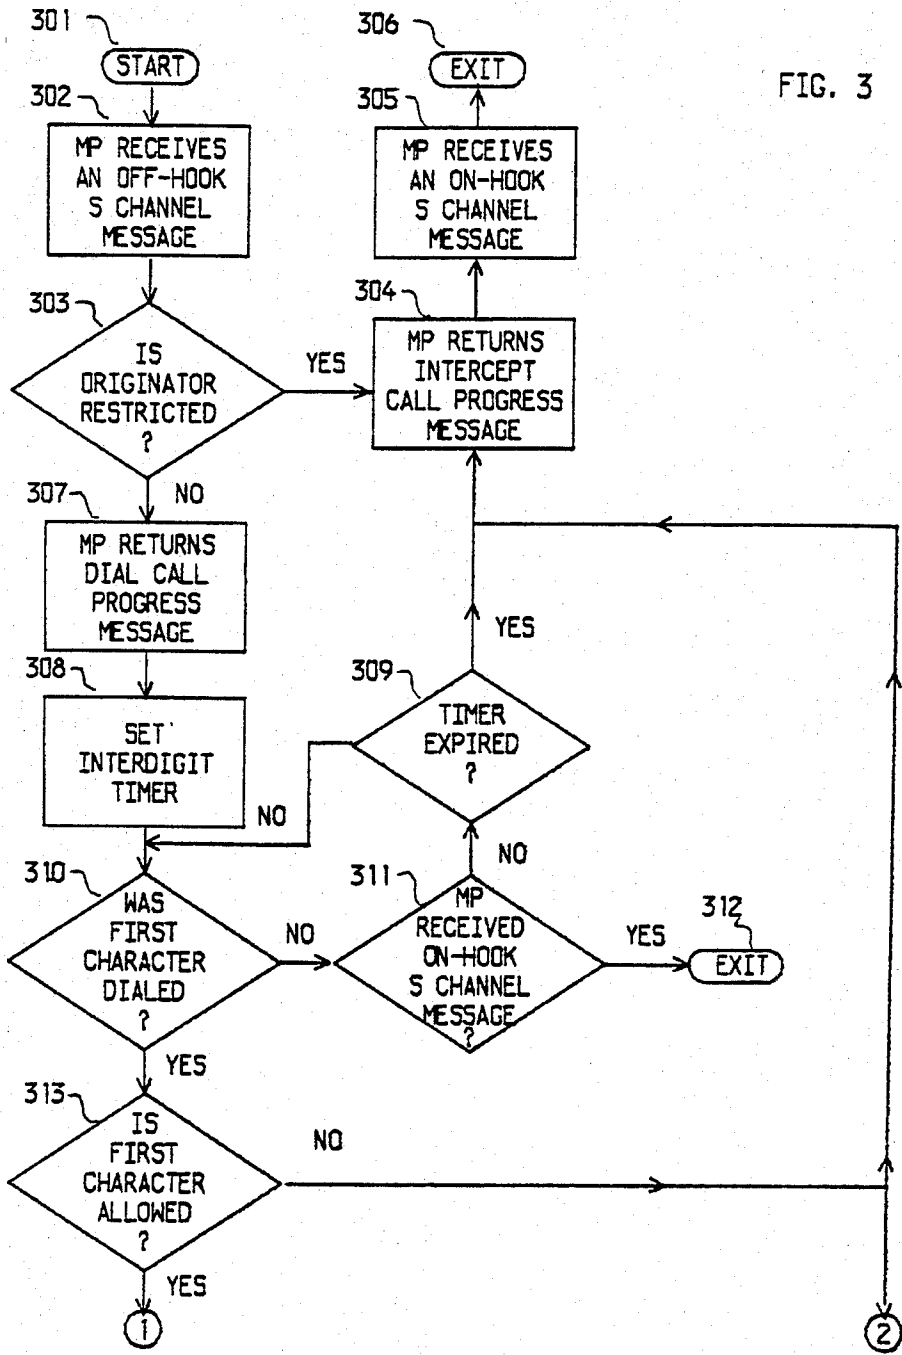 301
START
306
EXIT
FIG. 3
302
MP RECEIVES
AN OFF-HOOK
S CHANNEL
MESSAGE
305
MP RECEIVES
AN ON-HOOK
S CHANNEL
MESSAGE
303
IS
ORIGINATOR
RESTRICTED
?
YES
304
MP RETURNS
INTERCEPT
CALL PROGRESS
MESSAGE
NO
307
MP RETURNS
DIAL CALL
PROGRESS
MESSAGE
YES
308
SET
INTERDIGIT
TIMER
309
TIMER
EXPIRED
?
NO
NO
310
WAS
FIRST
CHARACTER
DIALED
?
NO
311
MP
RECEIVED
ON-HOOK
S CHANNEL
MESSAGE
?
YES
312
EXIT
YES
313
IS
FIRST
CHARACTER
ALLOWED
?
NO
YES
1
2